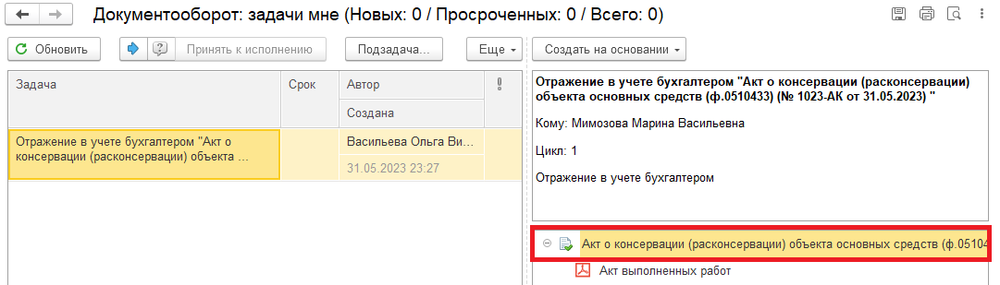 Документооборот: задачи мне (Новых: 0 / Просроченных: 0 / Всего: 0)
Обновить
Принять к исполнению
Подзадача...
Еще
Создать на основании
Задача
Срок
Автор
Создана
Отражение в учете бухгалтером "Акт о
консервации (расконсервации) объекта ...
Васильева Ольга Ви...
31.05.2023 23:27
Отражение в учете бухгалтером "Акт о консервации (расконсервации)
объекта основных средств (ф.0510433) (№ 1023-АК от 31.05.2023) "
Кому: Мимозова Марина Васильевна
Цикл: 1
Отражение в учете бухгалтером
Акт о консервации (расконсервации) объекта основных средств (ф.05104
Акт выполненных работ